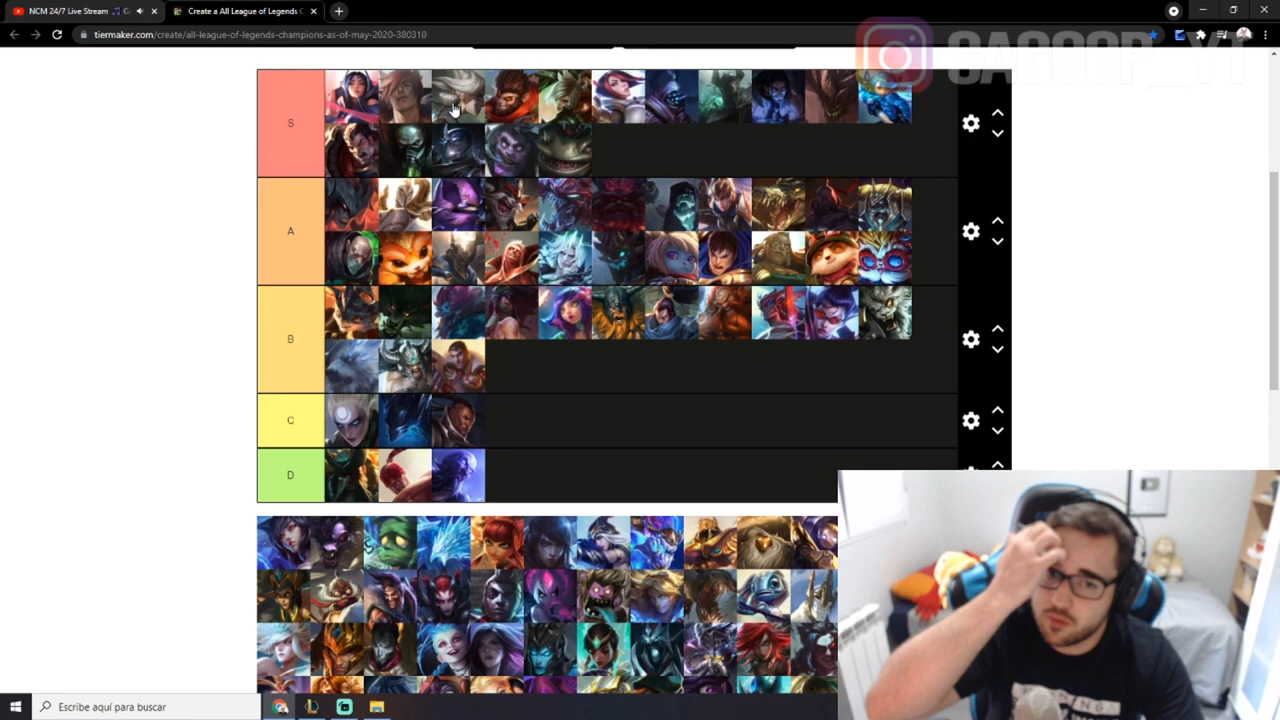 NCM 24/7 Live Stream
Create a All League of Legends C
tiermaker.com/create/all-league-of-legends-champions-as-of-may-2020-380310
SAGOOP_YT
S
A
B
C
D
Escribe aquí para buscar